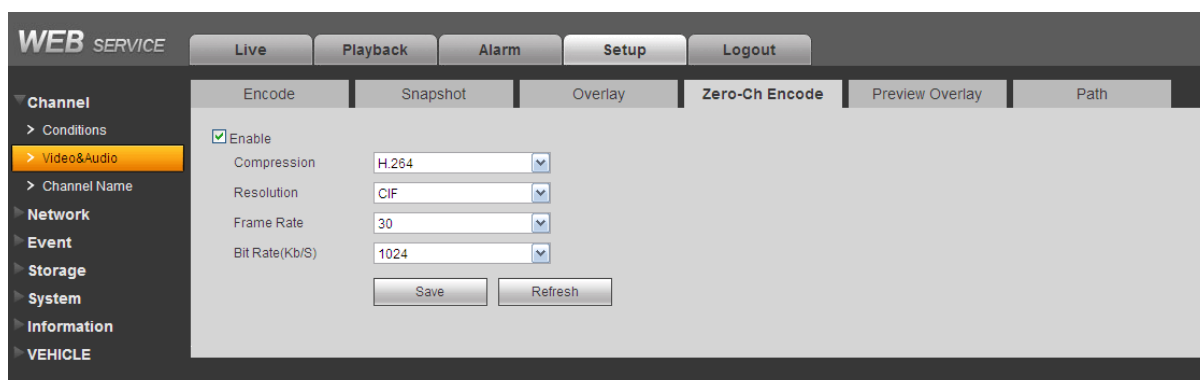 WEB SERVICE
Live Playback Alarm Setup Logout
Channel
> Conditions
> Video&Audio
> Channel Name
Network
Event
Storage
System
Information
VEHICLE
Encode Snapshot Overlay Zero-Ch Encode Preview Overlay Path
Enable
Compression H.264
Resolution CIF
Frame Rate 30
Bit Rate(Kb/S) 1024
Save Refresh